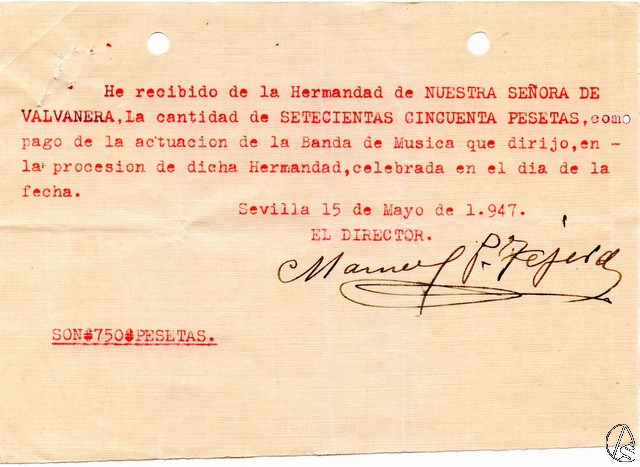 He recibido de la Hermandad de NUESTRA SEÑORA DE
VALVANERA,La cantidad de SETECIENTAS CINCUENTA PESETAS,como
pago de la actuacion de la Banda de Musica que dirijo,en -
la procesion de dicha Hermandad,celebrada en el dia de la
fecha.
Sevilla 15 de Mayo de 1.947.
EL DIRECTOR.
Manuel P. Tejera
SON#750#PESETAS.